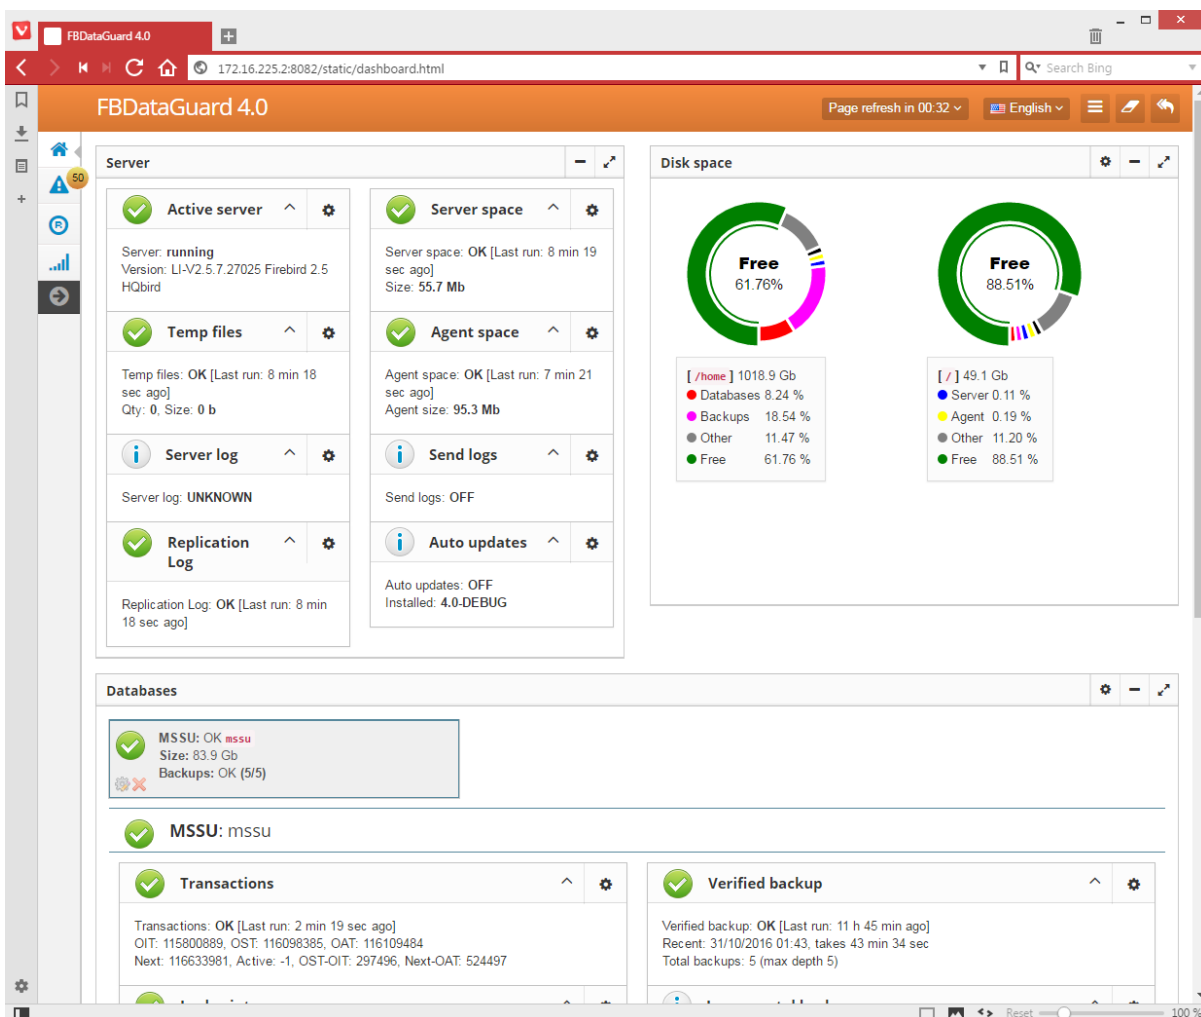 FBDataGuard 4.0
172.16.225.2:8082/static/dashboard.html
Search Bing
FBDataGuard 4.0
Page refresh in 00:32
English
50
Server
Active server
Server: running
Version: LI-V2.5.7.27025 Firebird 2.5
HQbird
Temp files
Temp files: OK [Last run: 8 min 18
sec ago]
Qty: 0, Size: 0 b
Server log
Server log: UNKNOWN
Replication
Log
Replication Log: OK [Last run: 8 min
18 sec ago]
Server space
Server space: OK [Last run: 8 min 19
sec ago]
Size: 55.7 Mb
Agent space
Agent space: OK [Last run: 7 min 21
sec ago]
Agent size: 95.3 Mb
Send logs
Send logs: OFF
Auto updates
Auto updates: OFF
Installed: 4.0-DEBUG
Disk space
Free
61.76%
[ /home ] 1018.9 Gb
Databases 8.24 %
Backups 18.54 %
Other 11.47 %
Free 61.76 %
Free
88.51%
[ / ] 49.1 Gb
Server 0.11 %
Agent 0.19 %
Other 11.20 %
Free 88.51 %
Databases
MSSU: OK mssu
Size: 83.9 Gb
Backups: OK (5/5)
MSSU: mssu
Transactions
Transactions: OK [Last run: 2 min 19 sec ago]
OIT: 115800889, OST: 116098385, OAT: 116109484
Next: 116633981, Active: -1, OST-OIT: 297496, Next-OAT: 524497
Verified backup
Verified backup: OK [Last run: 11 h 45 min ago]
Recent: 31/10/2016 01:43, takes 43 min 34 sec
Total backups: 5 (max depth 5)
Reset
100 %